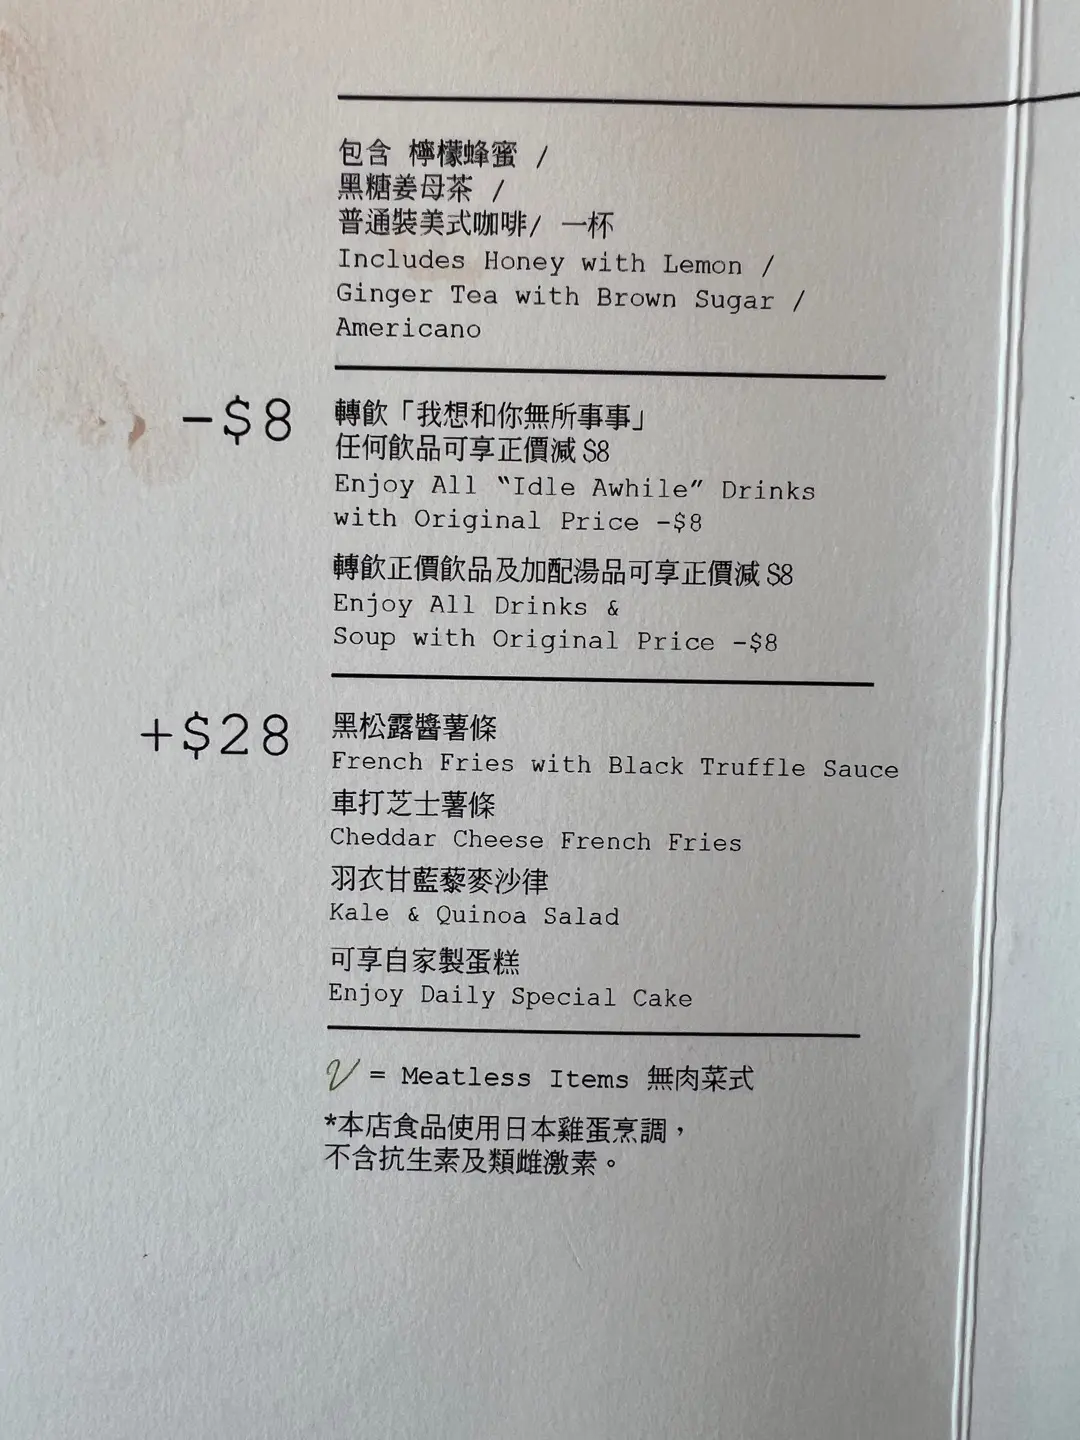 包含 檸檬蜂蜜 /
黑糖姜母茶 /
普通裝美式咖啡/ 一杯
Includes Honey with Lemon /
Ginger Tea with Brown Sugar /
Americano
-$8
轉飲「我想和你無所事事」
任何飲品可享正價減 $8
Enjoy All “Idle Awhile” Drinks
with Original Price -$8
轉飲正價飲品及加配湯品可享正價減 $8
Enjoy All Drinks &
Soup with Original Price -$8
+$28
黑松露醬薯條
French Fries with Black Truffle Sauce
車打芝士薯條
Cheddar Cheese French Fries
羽衣甘藍藜麥沙律
Kale & Quinoa Salad
可享自家製蛋糕
Enjoy Daily Special Cake
V = Meatless Items 無肉菜式
*本店食品使用日本雞蛋烹調，
不含抗生素及類雌激素。